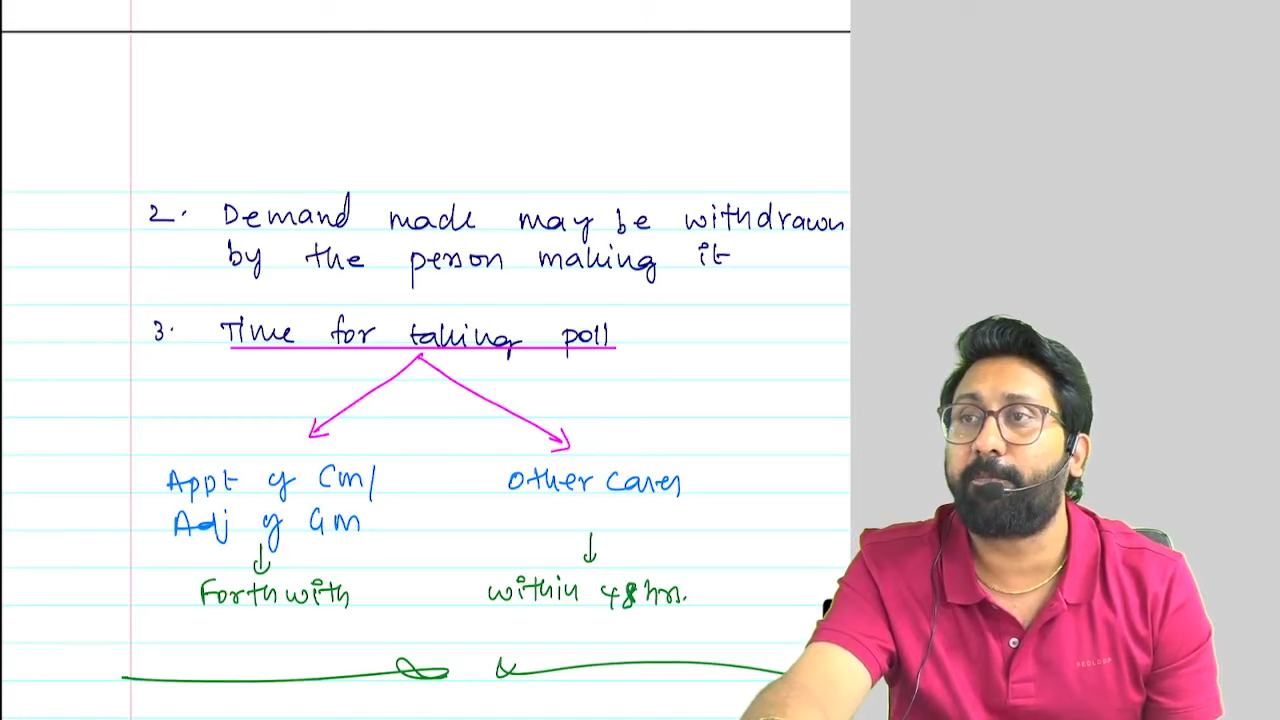 2. Demand made may be withdrawn
by the person making it
3. Time for taking poll
Appt of Cm/
Adj of GM
Other cases
Forthwith
within 48 hrs.
REDLOOP